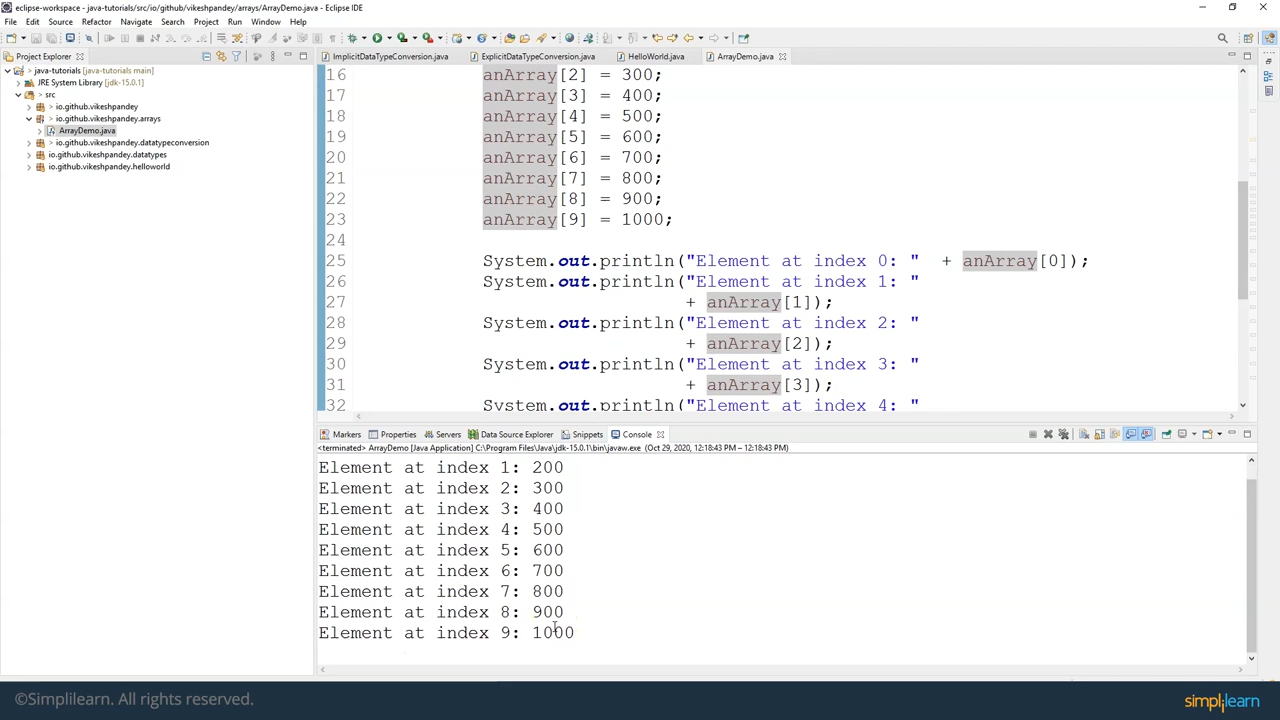 eclipse-workspace - java-tutorials/src/io/github/vikeshpandey/arrays/ArrayDemo.java - Eclipse IDE
File Edit Source Refactor Navigate Search Project Run Window Help
Project Explorer
ImplicitDataTypeConversion.java ExplicitDataTypeConversion.java HelloWorld.java ArrayDemo.java
java-tutorials [java-tutorials main]
JRE System Library [jdk-15.0.1]
src
io.github.vikeshpandey
io.github.vikeshpandey.arrays
ArrayDemo.java
io.github.vikeshpandey.datatypeconversion
io.github.vikeshpandey.datatypes
io.github.vikeshpandey.helloworld
16 anArray[2] = 300;
17 anArray[3] = 400;
18 anArray[4] = 500;
19 anArray[5] = 600;
20 anArray[6] = 700;
21 anArray[7] = 800;
22 anArray[8] = 900;
23 anArray[9] = 1000;
24
25 System.out.println("Element at index 0: " + anArray[0]);
26 System.out.println("Element at index 1: "
27 + anArray[1]);
28 System.out.println("Element at index 2: "
29 + anArray[2]);
30 System.out.println("Element at index 3: "
31 + anArray[3]);
32 System.out.println("Element at index 4: "
Markers Properties Servers Data Source Explorer Snippets Console
<terminated> ArrayDemo [Java Application] C:\Program Files\Java\jdk-15.0.1\bin\javaw.exe (Oct 29, 2020, 12:18:43 PM – 12:18:43 PM)
Element at index 1: 200
Element at index 2: 300
Element at index 3: 400
Element at index 4: 500
Element at index 5: 600
Element at index 6: 700
Element at index 7: 800
Element at index 8: 900
Element at index 9: 1000
©Simplilearn. All rights reserved.
simplilearn